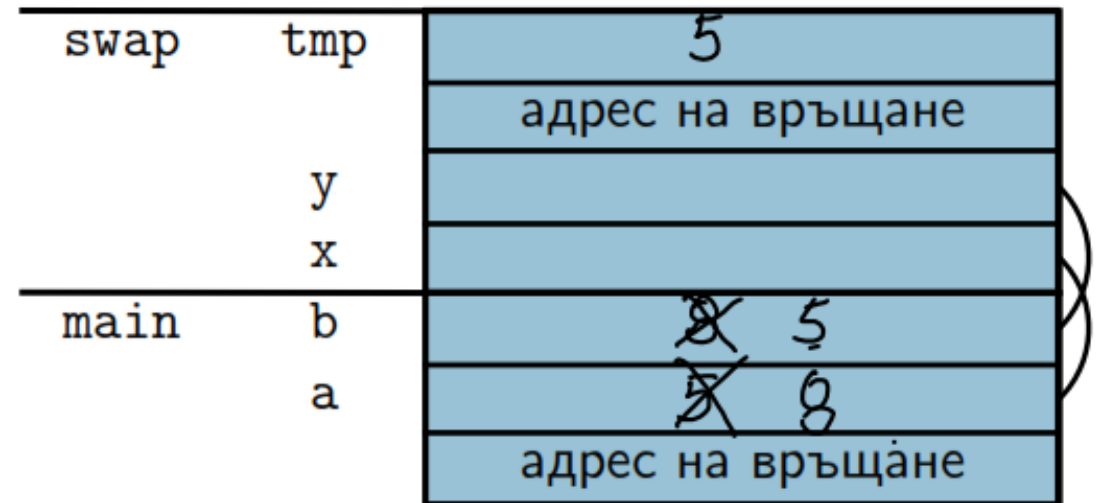 swap tmp 5
адрес на връщане
y
x
main b 8 5
a 5 8
адрес на връщане